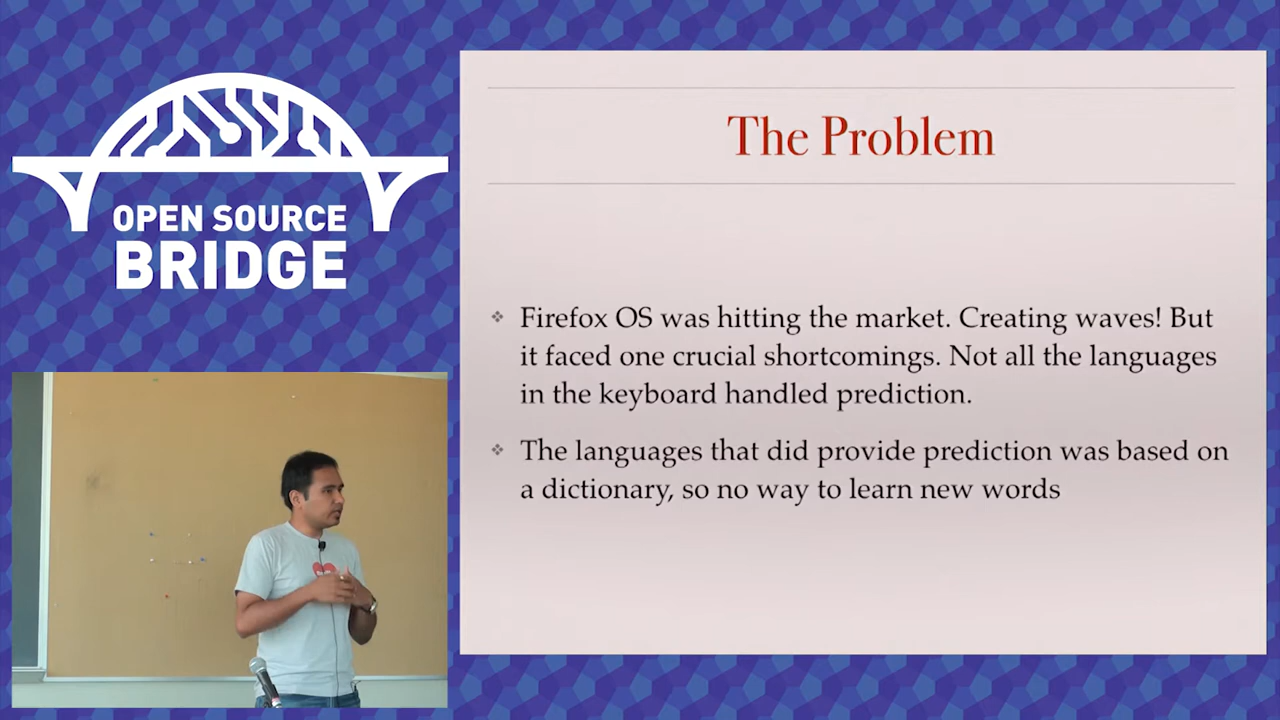 OPEN SOURCE
BRIDGE
The Problem
Firefox OS was hitting the market. Creating waves! But
it faced one crucial shortcomings. Not all the languages
in the keyboard handled prediction.
The languages that did provide prediction was based on
a dictionary, so no way to learn new words